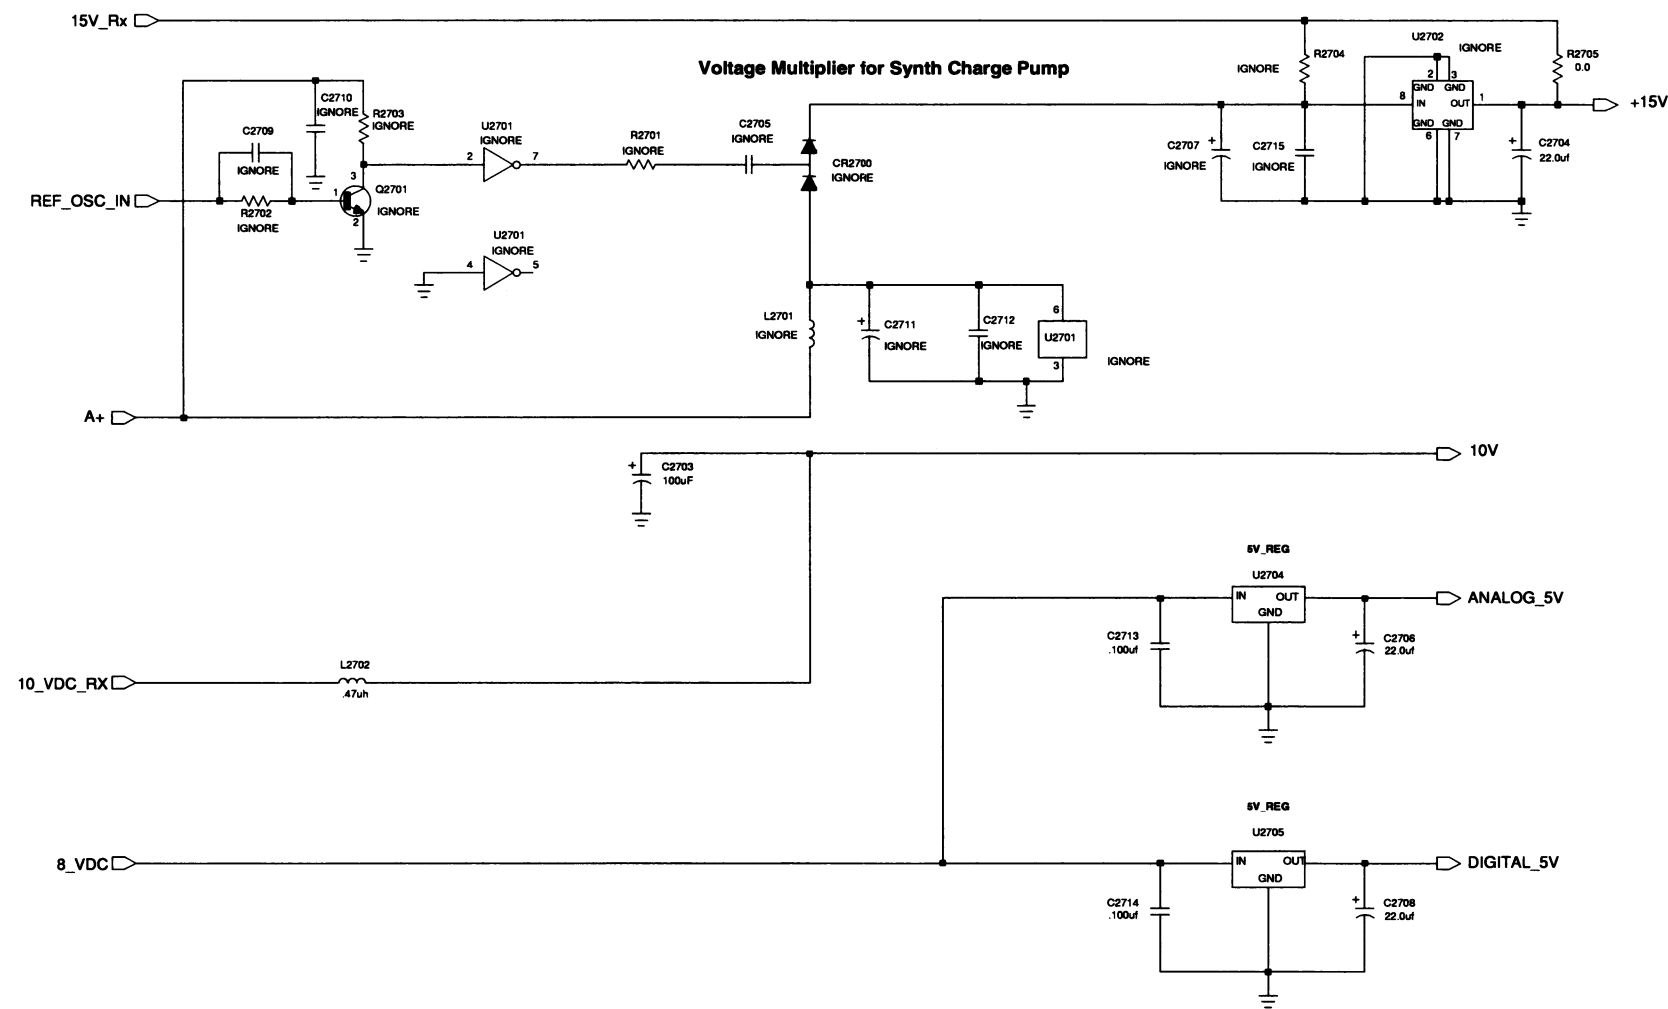 15V_Rx
U2702
IGNORE
R2704
IGNORE
R2705
0.0
Voltage Multiplier for Synth Charge Pump
2
3
GND
GND
8
IN
OUT
1
+15V
GND
GND
6
7
C2710
IGNORE
R2703
IGNORE
C2709
IGNORE
U2701
IGNORE
2
7
R2701
IGNORE
C2705
IGNORE
CR2700
IGNORE
C2707
IGNORE
C2715
IGNORE
C2704
22.0uf
REF_OSC_IN
R2702
IGNORE
3
1
Q2701
IGNORE
2
U2701
IGNORE
4
5
L2701
IGNORE
+
C2711
IGNORE
C2712
IGNORE
6
U2701
3
IGNORE
+
+
A+
+
C2703
100uF
10V
5V_REG
U2704
IN
OUT
GND
ANALOG_5V
C2713
.100uf
+
C2706
22.0uf
10_VDC_RX
L2702
.47uh
5V_REG
U2705
8_VDC
IN
OUT
GND
DIGITAL_5V
C2714
.100uf
+
C2708
22.0uf